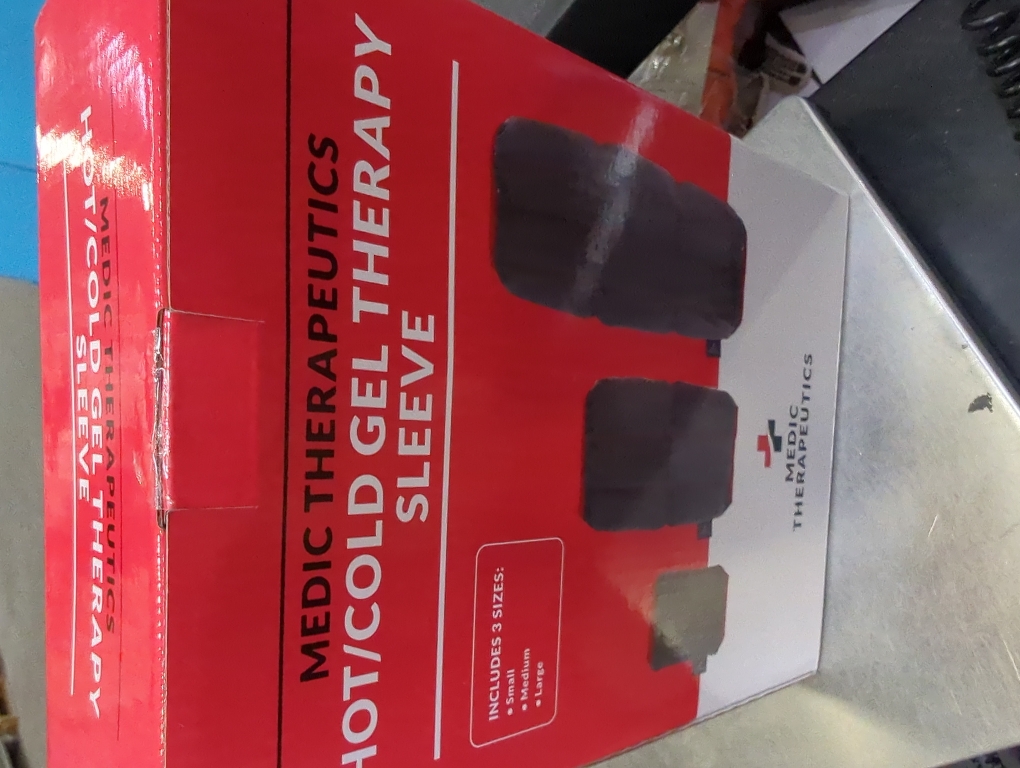 MEDIC THERAPEUTICS
HOT/COLD GEL THERAPY
SLEEVE
MEDIC THERAPEUTICS
HOT/COLD GEL THERAPY
SLEEVE
INCLUDES 3 SIZES:
• Small
• Medium
• Large
MEDIC
THERAPEUTICS